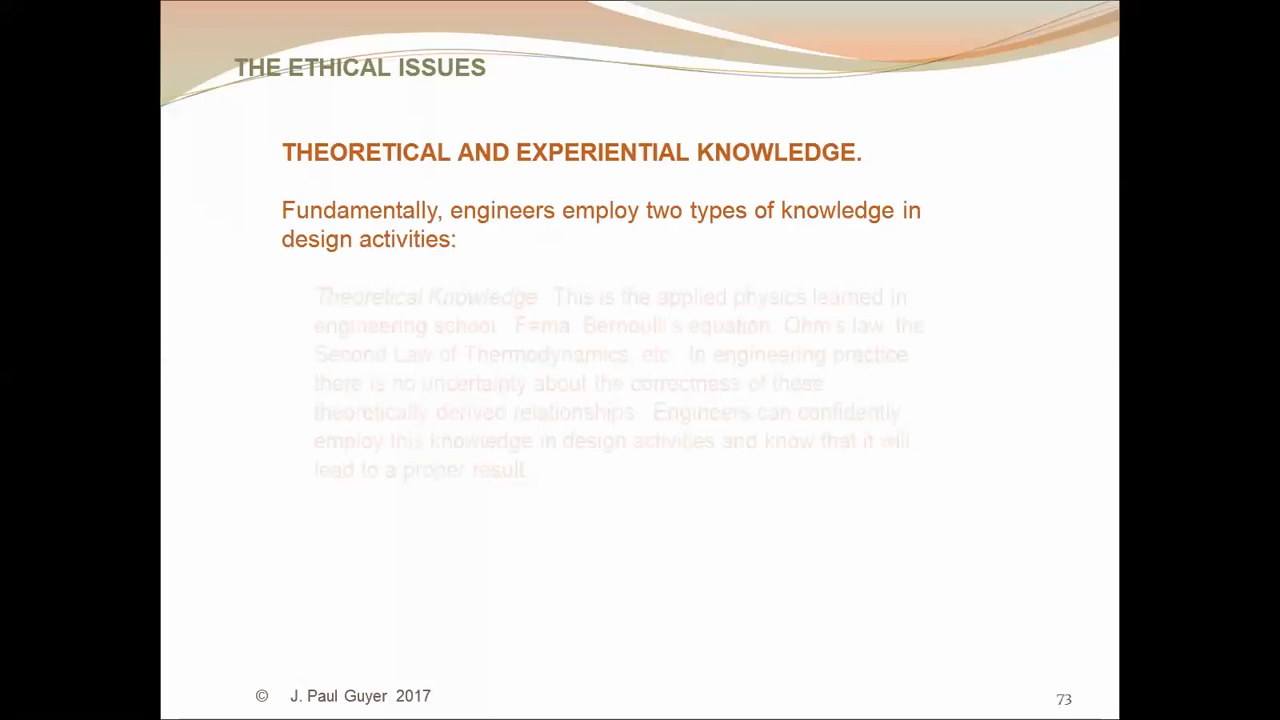 THE ETHICAL ISSUES
THEORETICAL AND EXPERIENTIAL KNOWLEDGE.
Fundamentally, engineers employ two types of knowledge in
design activities:
Theoretical Knowledge. This is the applied physics learned in
engineering school. F=ma, Bernoulli's equation, Ohm's law, the
Second Law of Thermodynamics, etc. In engineering practice
there is no uncertainty about the correctness of these
theoretically derived relationships. Engineers can confidently
employ this knowledge in design activities and know that it will
lead to a proper result.
© J. Paul Guyer 2017
73